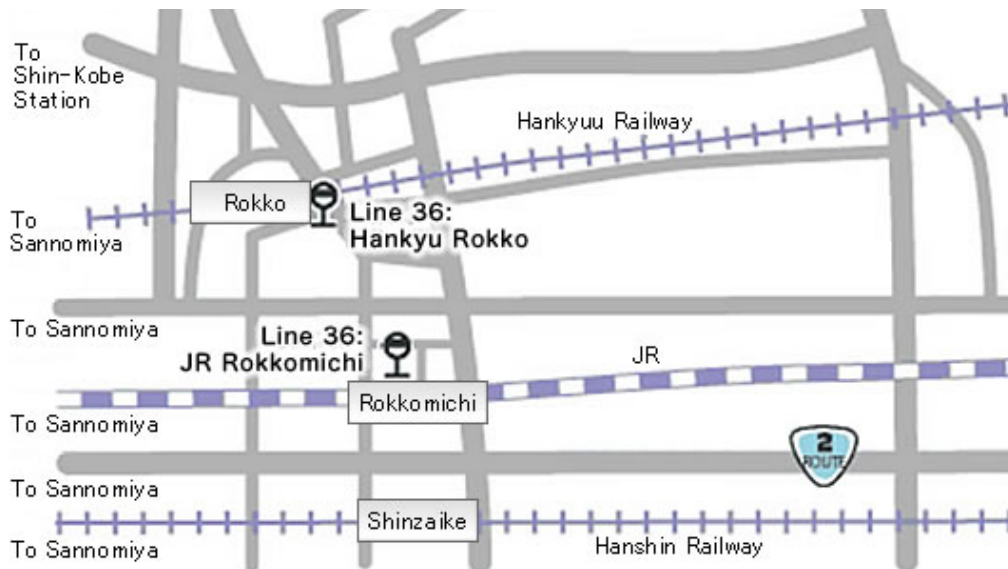 To
Shin-Kobe
Station
Hankyuu Railway
Rokko
Line 36:
Hankyu Rokko
To
Sannomiya
To Sannomiya
Line 36:
JR Rokkomichi
JR
Rokkomichi
To Sannomiya
2
ROUTE
To Sannomiya
Shinzaike
Hanshin Railway
To Sannomiya